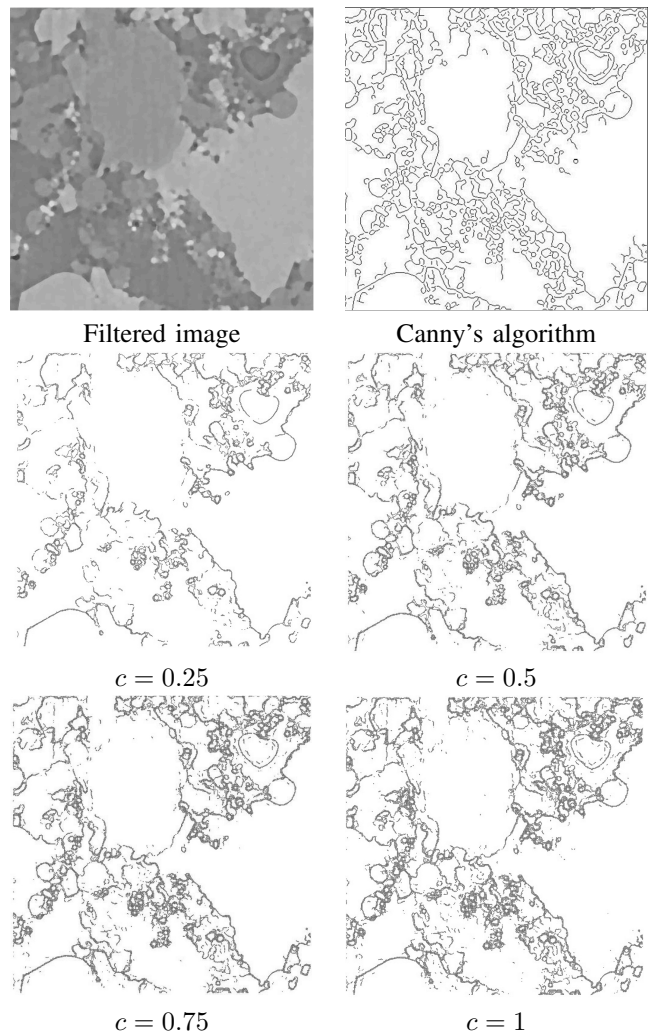 Filtered image
Canny's algorithm
c = 0.25
c = 0.5
c = 0.75
c = 1